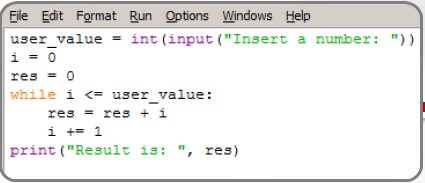 File Edit Format Run Options Windows Help
user_value = int(input("Insert a number: "))
i = 0
res = 0
while i <= user_value:
    res = res + i
    i += 1
print("Result is: ", res)